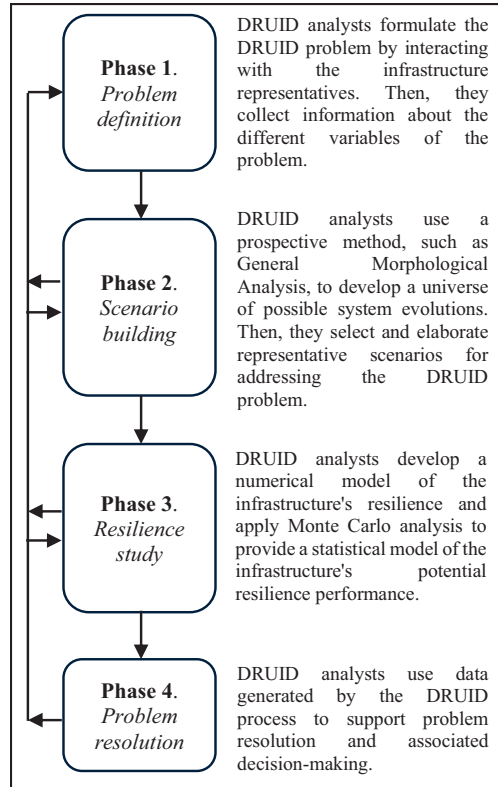 Phase 1.
Problem
definition
DRUID analysts formulate the
DRUID problem by interacting
with the infrastructure
representatives. Then, they
collect information about the
different variables of the
problem.
Phase 2.
Scenario
building
DRUID analysts use a
prospective method, such as
General Morphological
Analysis, to develop a universe
of possible system evolutions.
Then, they select and elaborate
representative scenarios for
addressing the DRUID
problem.
Phase 3.
Resilience
study
DRUID analysts develop a
numerical model of the
infrastructure's resilience and
apply Monte Carlo analysis to
provide a statistical model of the
infrastructure's potential
resilience performance.
Phase 4.
Problem
resolution
DRUID analysts use data
generated by the DRUID
process to support problem
resolution and associated
decision-making.